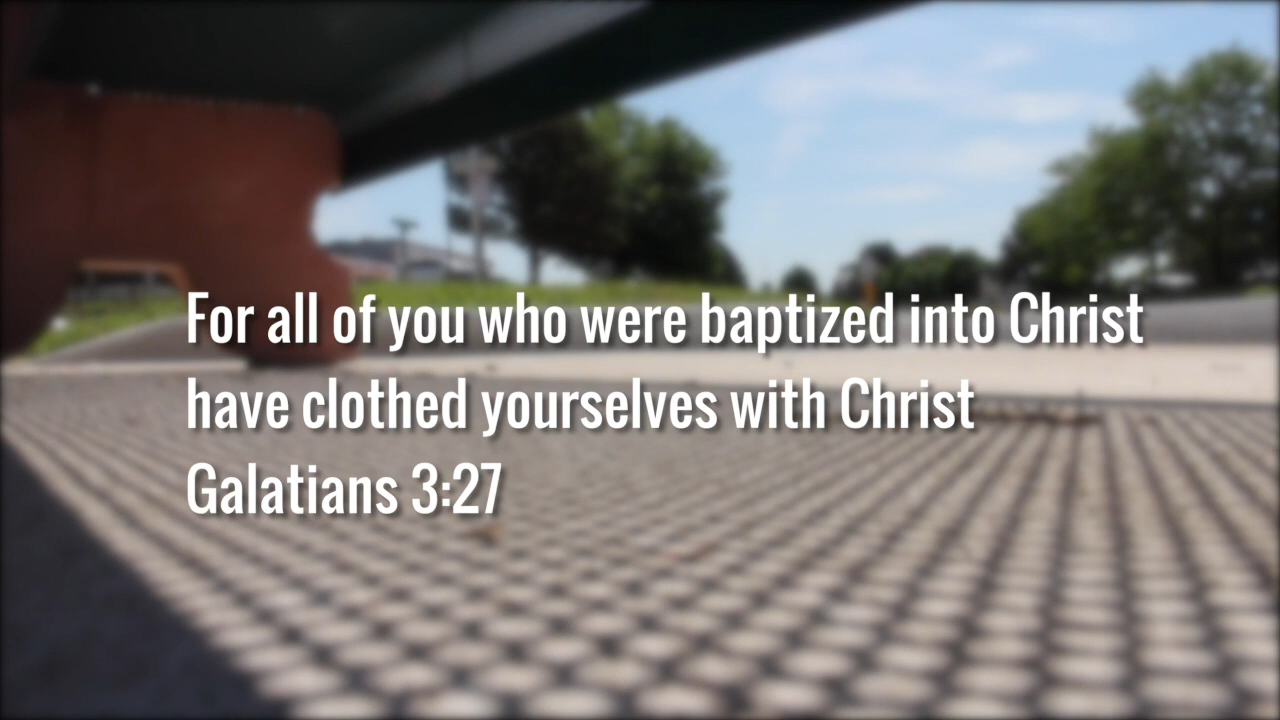 For all of you who were baptized into Christ
have clothed yourselves with Christ
Galatians 3:27